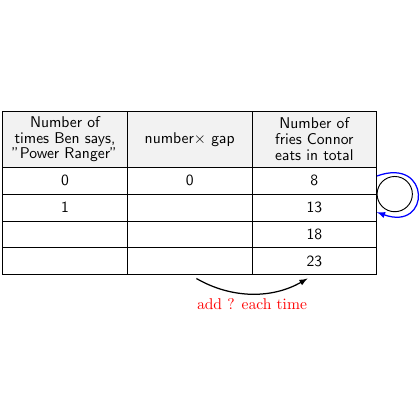 Number of
times Ben says,
"Power Ranger"
number× gap
Number of
fries Connor
eats in total
0
0
8
1
13
18
23
add ? each time